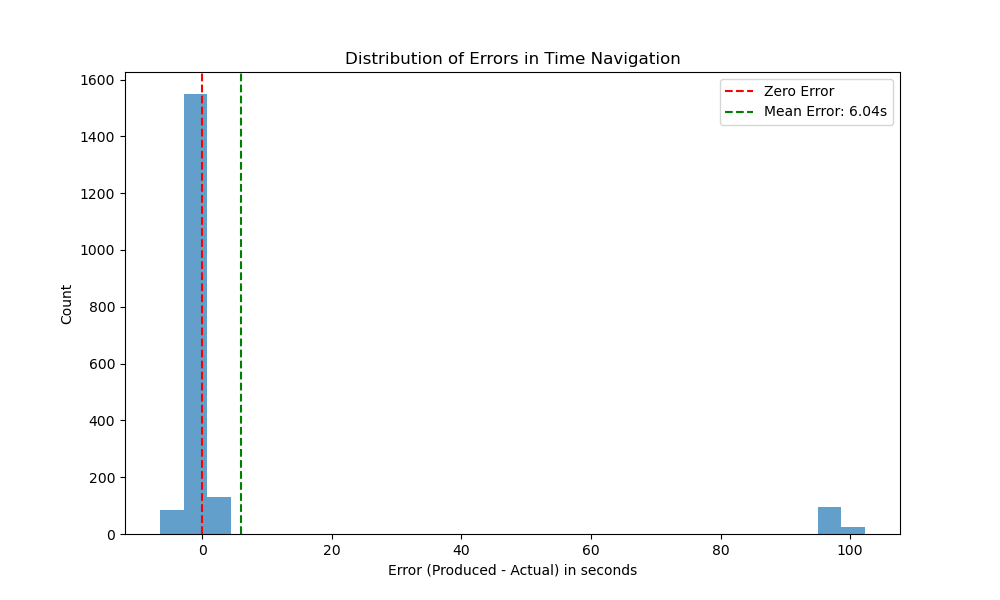 Distribution of Errors in Time Navigation
Zero Error
Mean Error: 6.04s
1600
1400
1200
1000
800
600
400
200
0
Count
0 20 40 60 80 100
Error (Produced - Actual) in seconds